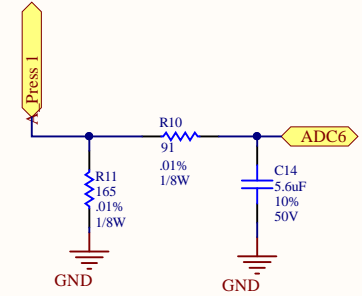 A Press 1
R10
91
.01%
1/8W
ADC6
R11
165
.01%
1/8W
C14
5.6uF
10%
50V
GND
GND